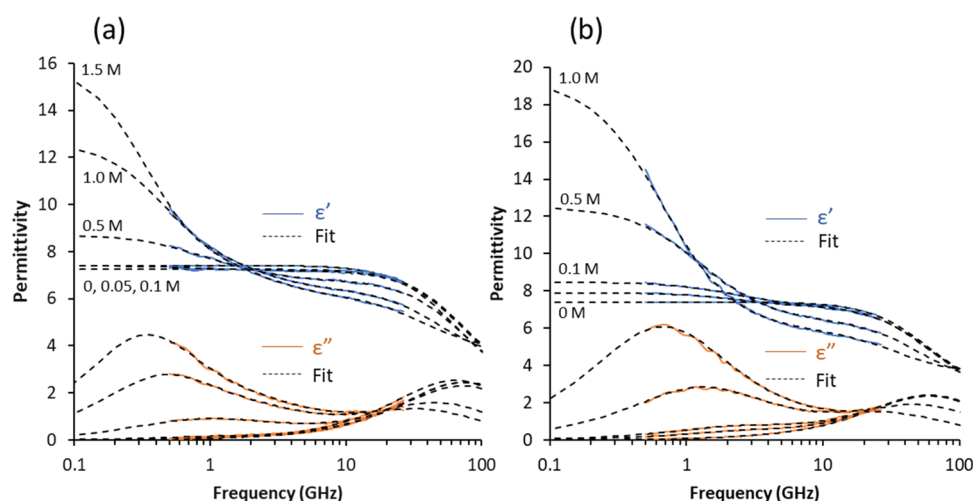 (a)
Permittivity
16
14
12
10
8
6
4
2
0
1.5 M
1.0 M
0.5 M
0, 0.05, 0.1 M
ε′
Fit
ε″
Fit
0.1
1
10
100
Frequency (GHz)
(b)
Permittivity
20
18
16
14
12
10
8
6
4
2
0
1.0 M
0.5 M
0.1 M
0 M
ε′
Fit
ε″
Fit
0.1
1
10
100
Frequency (GHz)